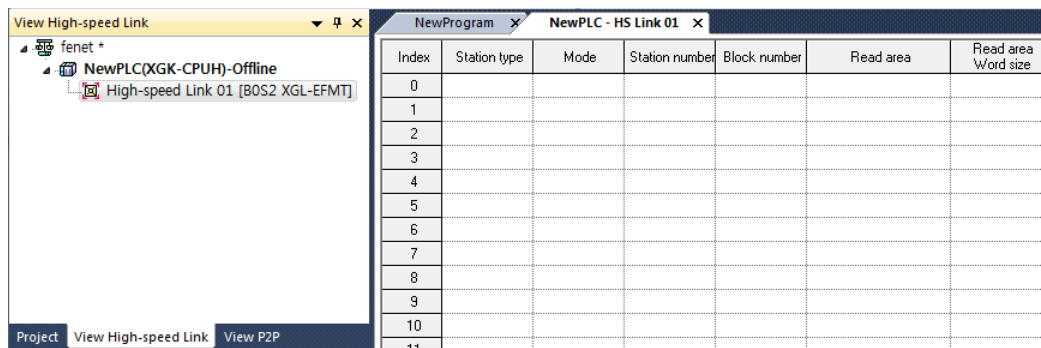 View High-speed Link
fenet *
NewPLC(XGK-CPUH)-Offline
High-speed Link 01 [B0S2 XGL-EFMT]
Project View High-speed Link View P2P
NewProgram NewPLC - HS Link 01
Index Station type Mode Station number Block number Read area Read area Word size
0
1
2
3
4
5
6
7
8
9
10
11